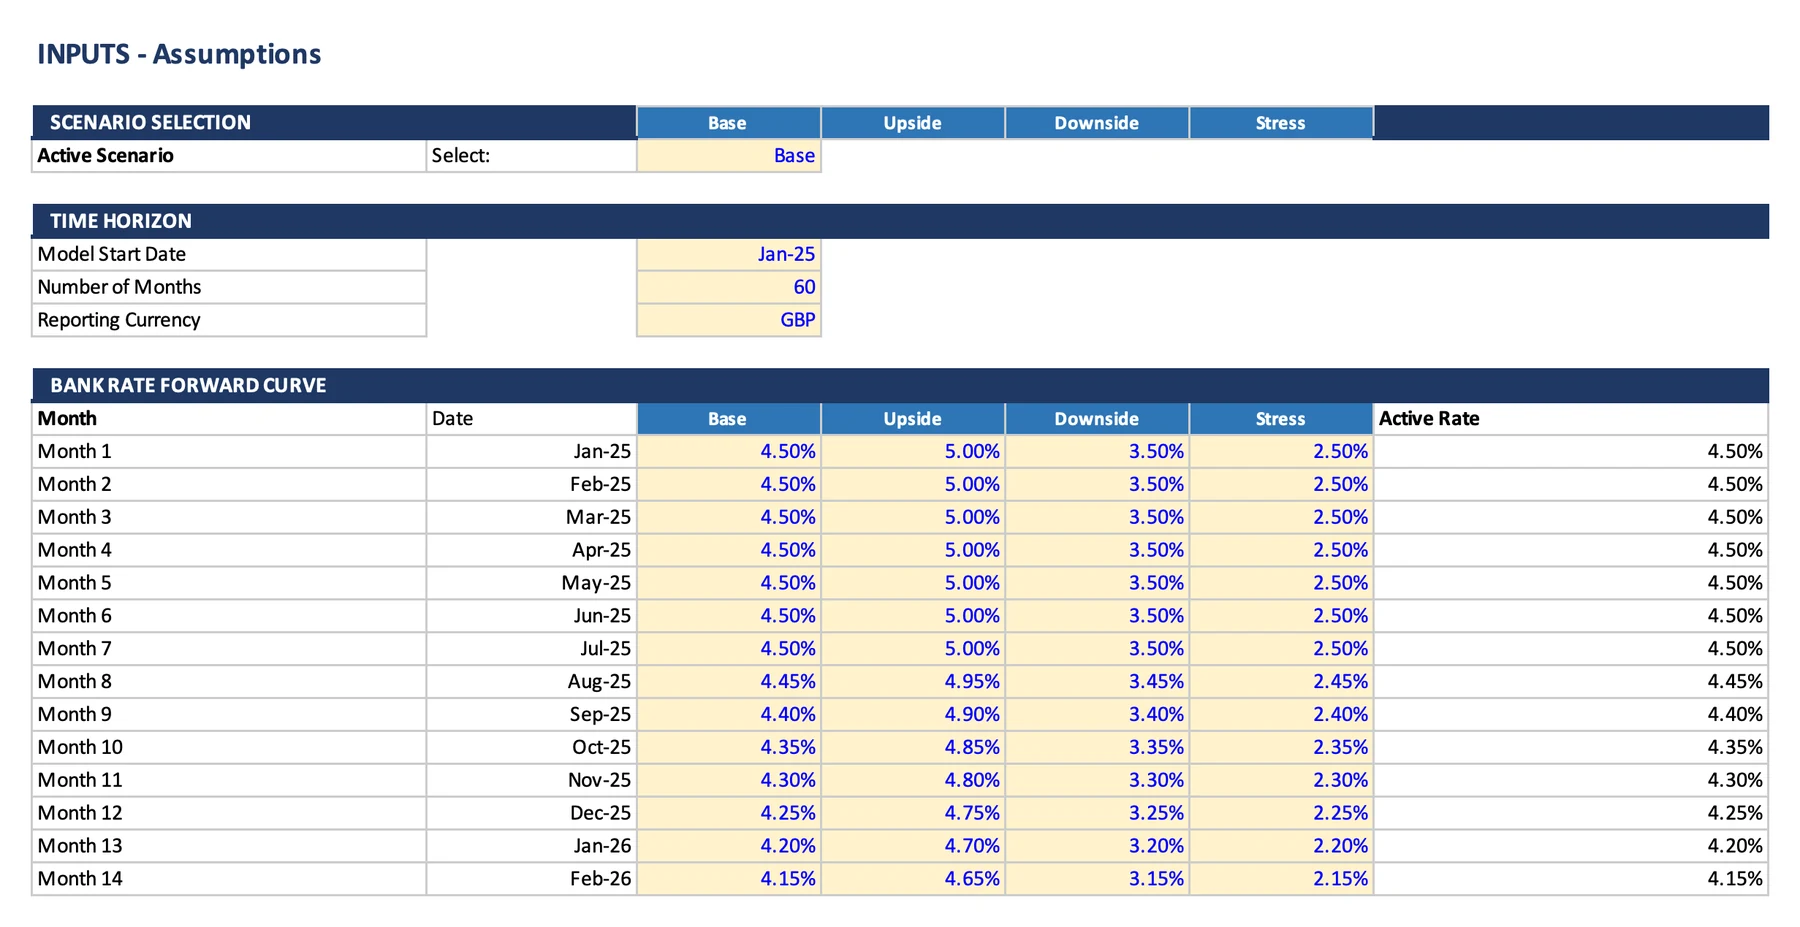 INPUTS - Assumptions
SCENARIO SELECTION Base Upside Downside Stress
Active Scenario Select: Base
TIME HORIZON
Model Start Date Jan-25
Number of Months 60
Reporting Currency GBP
BANK RATE FORWARD CURVE
Month Date Base Upside Downside Stress Active Rate
Month 1 Jan-25 4.50% 5.00% 3.50% 2.50% 4.50%
Month 2 Feb-25 4.50% 5.00% 3.50% 2.50% 4.50%
Month 3 Mar-25 4.50% 5.00% 3.50% 2.50% 4.50%
Month 4 Apr-25 4.50% 5.00% 3.50% 2.50% 4.50%
Month 5 May-25 4.50% 5.00% 3.50% 2.50% 4.50%
Month 6 Jun-25 4.50% 5.00% 3.50% 2.50% 4.50%
Month 7 Jul-25 4.50% 5.00% 3.50% 2.50% 4.50%
Month 8 Aug-25 4.45% 4.95% 3.45% 2.45% 4.45%
Month 9 Sep-25 4.40% 4.90% 3.40% 2.40% 4.40%
Month 10 Oct-25 4.35% 4.85% 3.35% 2.35% 4.35%
Month 11 Nov-25 4.30% 4.80% 3.30% 2.30% 4.30%
Month 12 Dec-25 4.25% 4.75% 3.25% 2.25% 4.25%
Month 13 Jan-26 4.20% 4.70% 3.20% 2.20% 4.20%
Month 14 Feb-26 4.15% 4.65% 3.15% 2.15% 4.15%